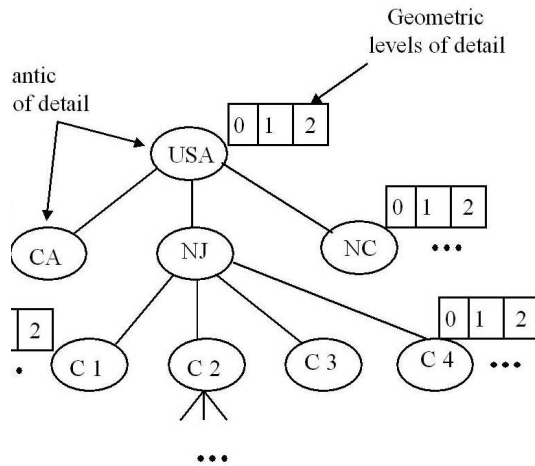 Geometric
levels of detail
antic
of detail
0 1 2
USA
0 1 2
CA
NJ
NC
2
0 1 2
C 1
C 2
C 3
C 4